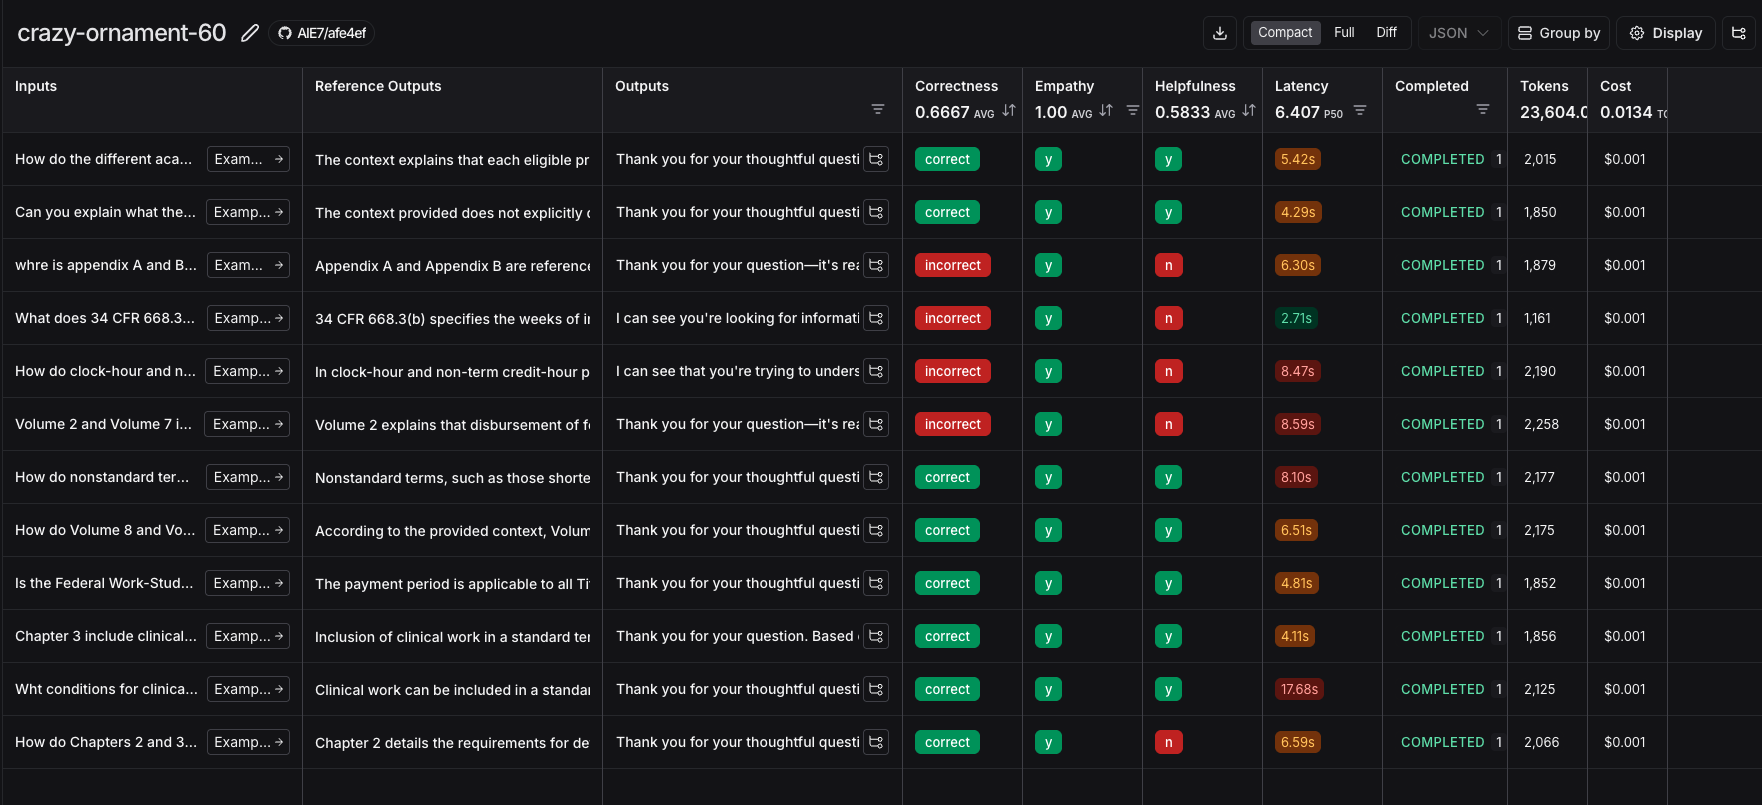 crazy-ornament-60 AIE7/afe4ef Compact Full Diff JSON Group by Display
Inputs Reference Outputs Outputs Correctness Empathy Helpfulness Latency Completed Tokens Cost
0.6667 AVG 1.00 AVG 0.5833 AVG 6.407 P50 23,604.0 0.0134 TO
How do the different aca... Exam... → The context explains that each eligible pr Thank you for your thoughtful questi correct y y 5.42s COMPLETED 1 2,015 $0.001
Can you explain what the... Examp... → The context provided does not explicitly d Thank you for your thoughtful questi correct y y 4.29s COMPLETED 1 1,850 $0.001
whre is appendix A and B... Exam... → Appendix A and Appendix B are reference Thank you for your question—it's rea incorrect y n 6.30s COMPLETED 1 1,879 $0.001
What does 34 CFR 668.3... Examp... → 34 CFR 668.3(b) specifies the weeks of in I can see you're looking for informati incorrect y n 2.71s COMPLETED 1 1,161 $0.001
How do clock-hour and n... Examp... → In clock-hour and non-term credit-hour p I can see that you're trying to unders incorrect y n 8.47s COMPLETED 1 2,190 $0.001
Volume 2 and Volume 7 i... Examp... → Volume 2 explains that disbursement of fe Thank you for your question—it's rea incorrect y n 8.59s COMPLETED 1 2,258 $0.001
How do nonstandard ter... Examp... → Nonstandard terms, such as those shorte Thank you for your thoughtful questi correct y y 8.10s COMPLETED 1 2,177 $0.001
How do Volume 8 and Vo... Examp... → According to the provided context, Volum Thank you for your thoughtful questi correct y y 6.51s COMPLETED 1 2,175 $0.001
Is the Federal Work-Stud... Examp... → The payment period is applicable to all Tit Thank you for your thoughtful questi correct y y 4.81s COMPLETED 1 1,852 $0.001
Chapter 3 include clinical... Examp... → Inclusion of clinical work in a standard ter Thank you for your question. Based correct y y 4.11s COMPLETED 1 1,856 $0.001
Wht conditions for clinica... Examp... → Clinical work can be included in a standar Thank you for your thoughtful questi correct y y 17.68s COMPLETED 1 2,125 $0.001
How do Chapters 2 and 3... Examp... → Chapter 2 details the requirements for de Thank you for your thoughtful questi correct y n 6.59s COMPLETED 1 2,066 $0.001